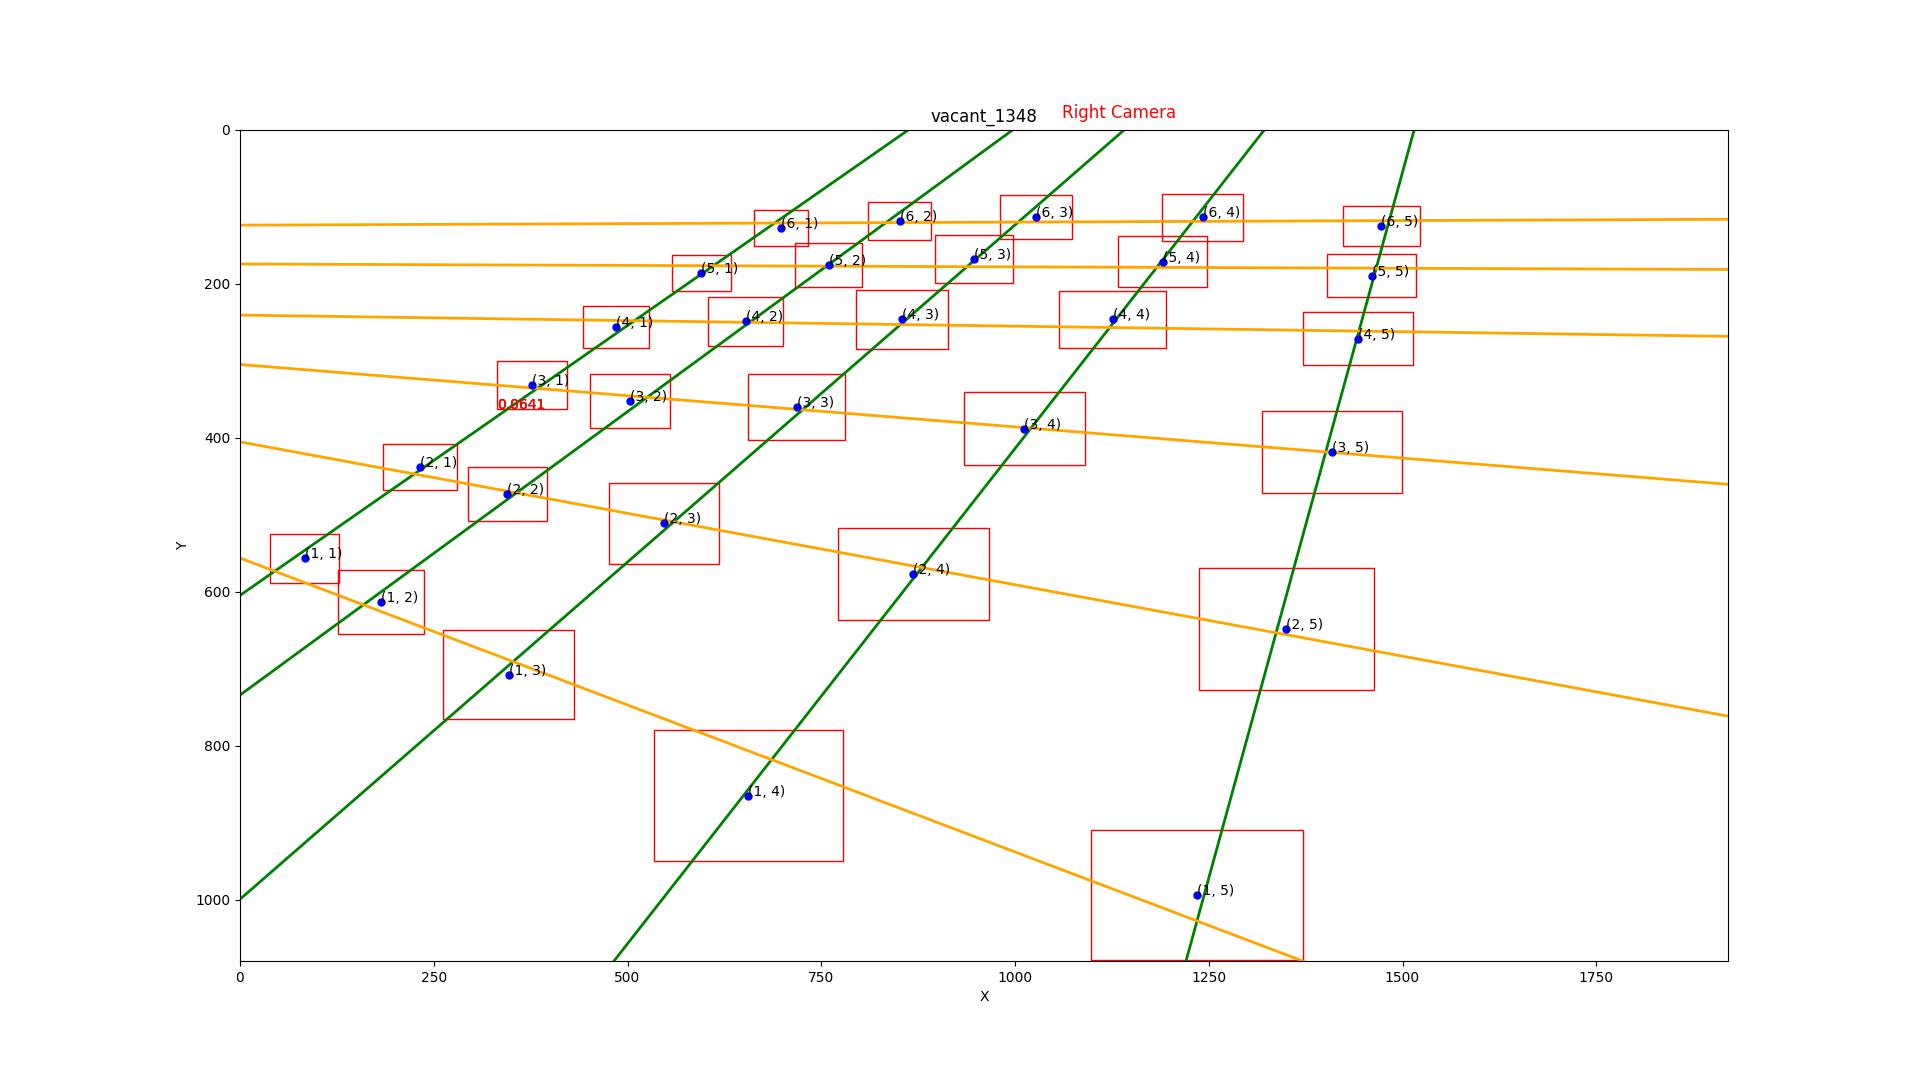 vacant_1348 Right Camera
0
(6, 1) (6, 2) (6, 3) (6, 4) (6, 5)
(5, 1) (5, 2) (5, 3) (5, 4) (5, 5)
200
(4, 1) (4, 2) (4, 3) (4, 4) (4, 5)
(3, 1) (3, 2) (3, 3) (3, 4) (3, 5)
400
(2, 1) (2, 2) (2, 3) (2, 4) (2, 5)
Y
(1, 1) (1, 2) (1, 3) (1, 4) (1, 5)
600
800
1000
0 250 500 750 1000 1250 1500 1750
X